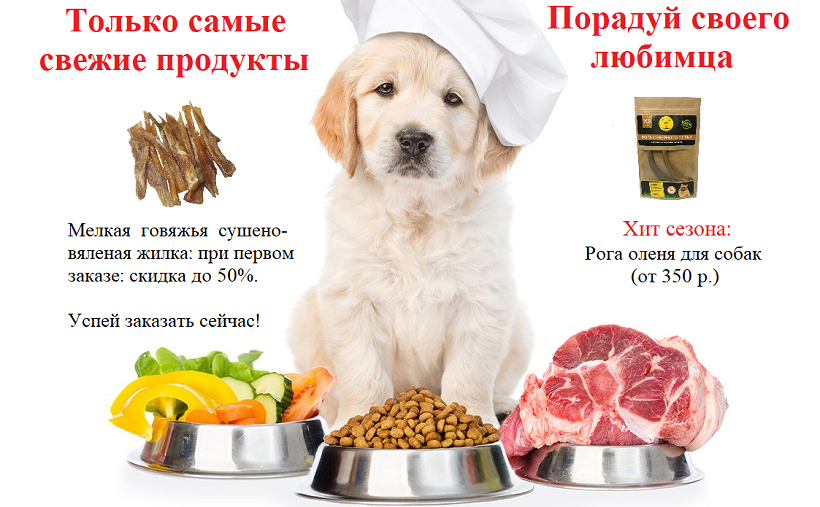 Только самые
свежие продукты
Порадуй своего
любимца
Мелкая говяжья сушено-
вяленая жилка: при первом
заказе: скидка до 50%.
Успей заказать сейчас!
XS
Хит сезона:
Рога оленя для собак
(от 350 р.)